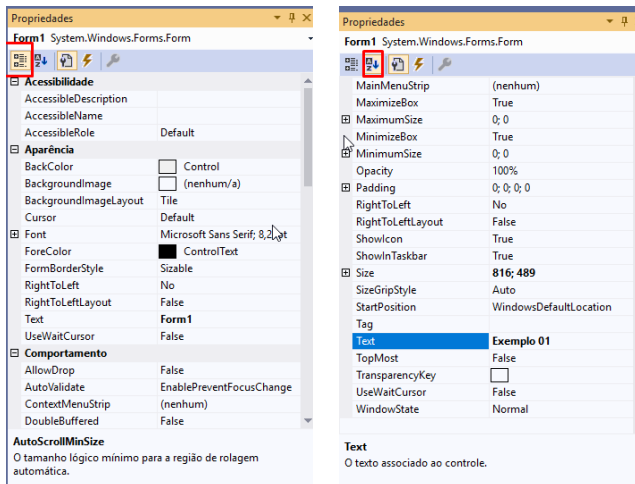 Propriedades
Form1 System.Windows.Forms.Form
Acessibilidade
AccessibleDescription
AccessibleName
AccessibleRole Default
Aparência
BackColor Control
BackgroundImage (nenhum/a)
BackgroundImageLayout Tile
Cursor Default
Font Microsoft Sans Serif; 8,2
ForeColor ControlText
FormBorderStyle Sizable
RightToLeft No
RightToLeftLayout False
Text Form1
UseWaitCursor False
Comportamento
AllowDrop False
AutoValidate EnablePreventFocusChange
ContextMenuStrip (nenhum)
DoubleBuffered False
AutoScrollMinSize
O tamanho lógico mínimo para a região de rolagem
automática.
Propriedades
Form1 System.Windows.Forms.Form
MainMenuStrip (nenhum)
MaximizeBox True
MaximumSize 0; 0
MinimizeBox True
MinimumSize 0; 0
Opacity 100%
Padding 0; 0; 0; 0
RightToLeft No
RightToLeftLayout False
ShowIcon True
ShowInTaskbar True
Size 816; 489
SizeGripStyle Auto
StartPosition WindowsDefaultLocation
Tag
Text Exemplo 01
TopMost False
TransparencyKey
UseWaitCursor False
WindowState Normal
Text
O texto associado ao controle.